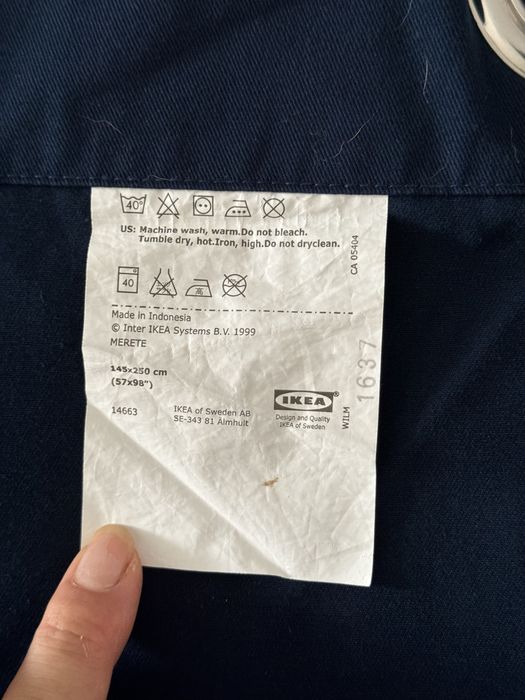 40°
US: Machine wash, warm.Do not bleach.
Tumble dry, hot.Iron, high.Do not dryclean.
CA 05404
40
Made in Indonesia
© Inter IKEA Systems B.V. 1999
MERETE
145x250 cm
(57x98")
14663
IKEA of Sweden AB
SE-343 81 Älmhult
IKEA®
Design and Quality
IKEA of Sweden
WILM
1637